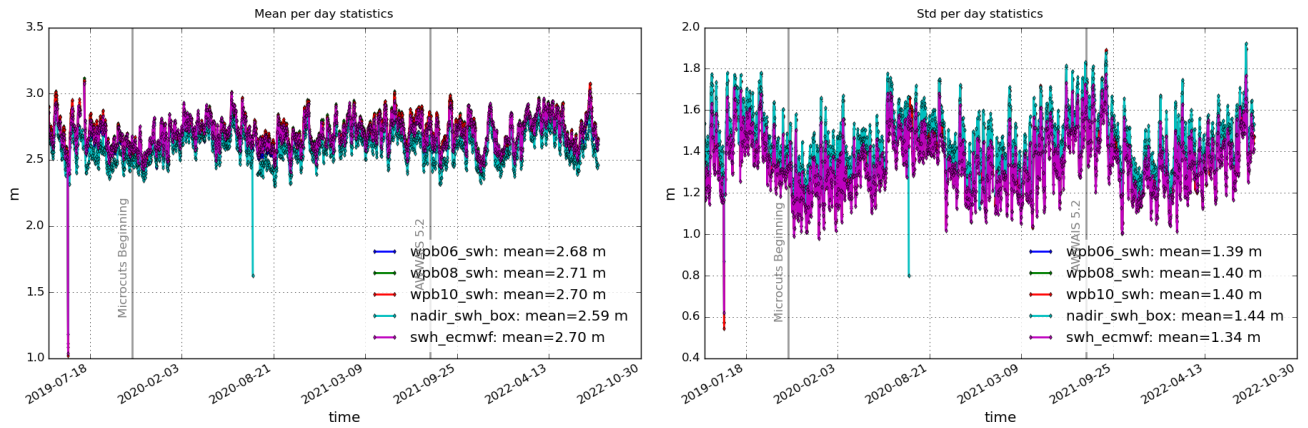 Mean per day statistics
3.5
3.0
2.5
2.0
1.5
1.0
m
Microcuts Beginning
5.2
wpb06_swh: mean=2.68 m
wpb08_swh: mean=2.71 m
wpb10_swh: mean=2.70 m
nadir_swh_box: mean=2.59 m
swh_ecmwf: mean=2.70 m
2019-07-18
2020-02-03
2020-08-21
2021-03-09
2021-09-25
2022-04-13
2022-10-30
time
Std per day statistics
2.0
1.8
1.6
1.4
1.2
1.0
0.8
0.6
0.4
m
Microcuts Beginning
5.2
wpb06_swh: mean=1.39 m
wpb08_swh: mean=1.40 m
wpb10_swh: mean=1.40 m
nadir_swh_box: mean=1.44 m
swh_ecmwf: mean=1.34 m
2019-07-18
2020-02-03
2020-08-21
2021-03-09
2021-09-25
2022-04-13
2022-10-30
time